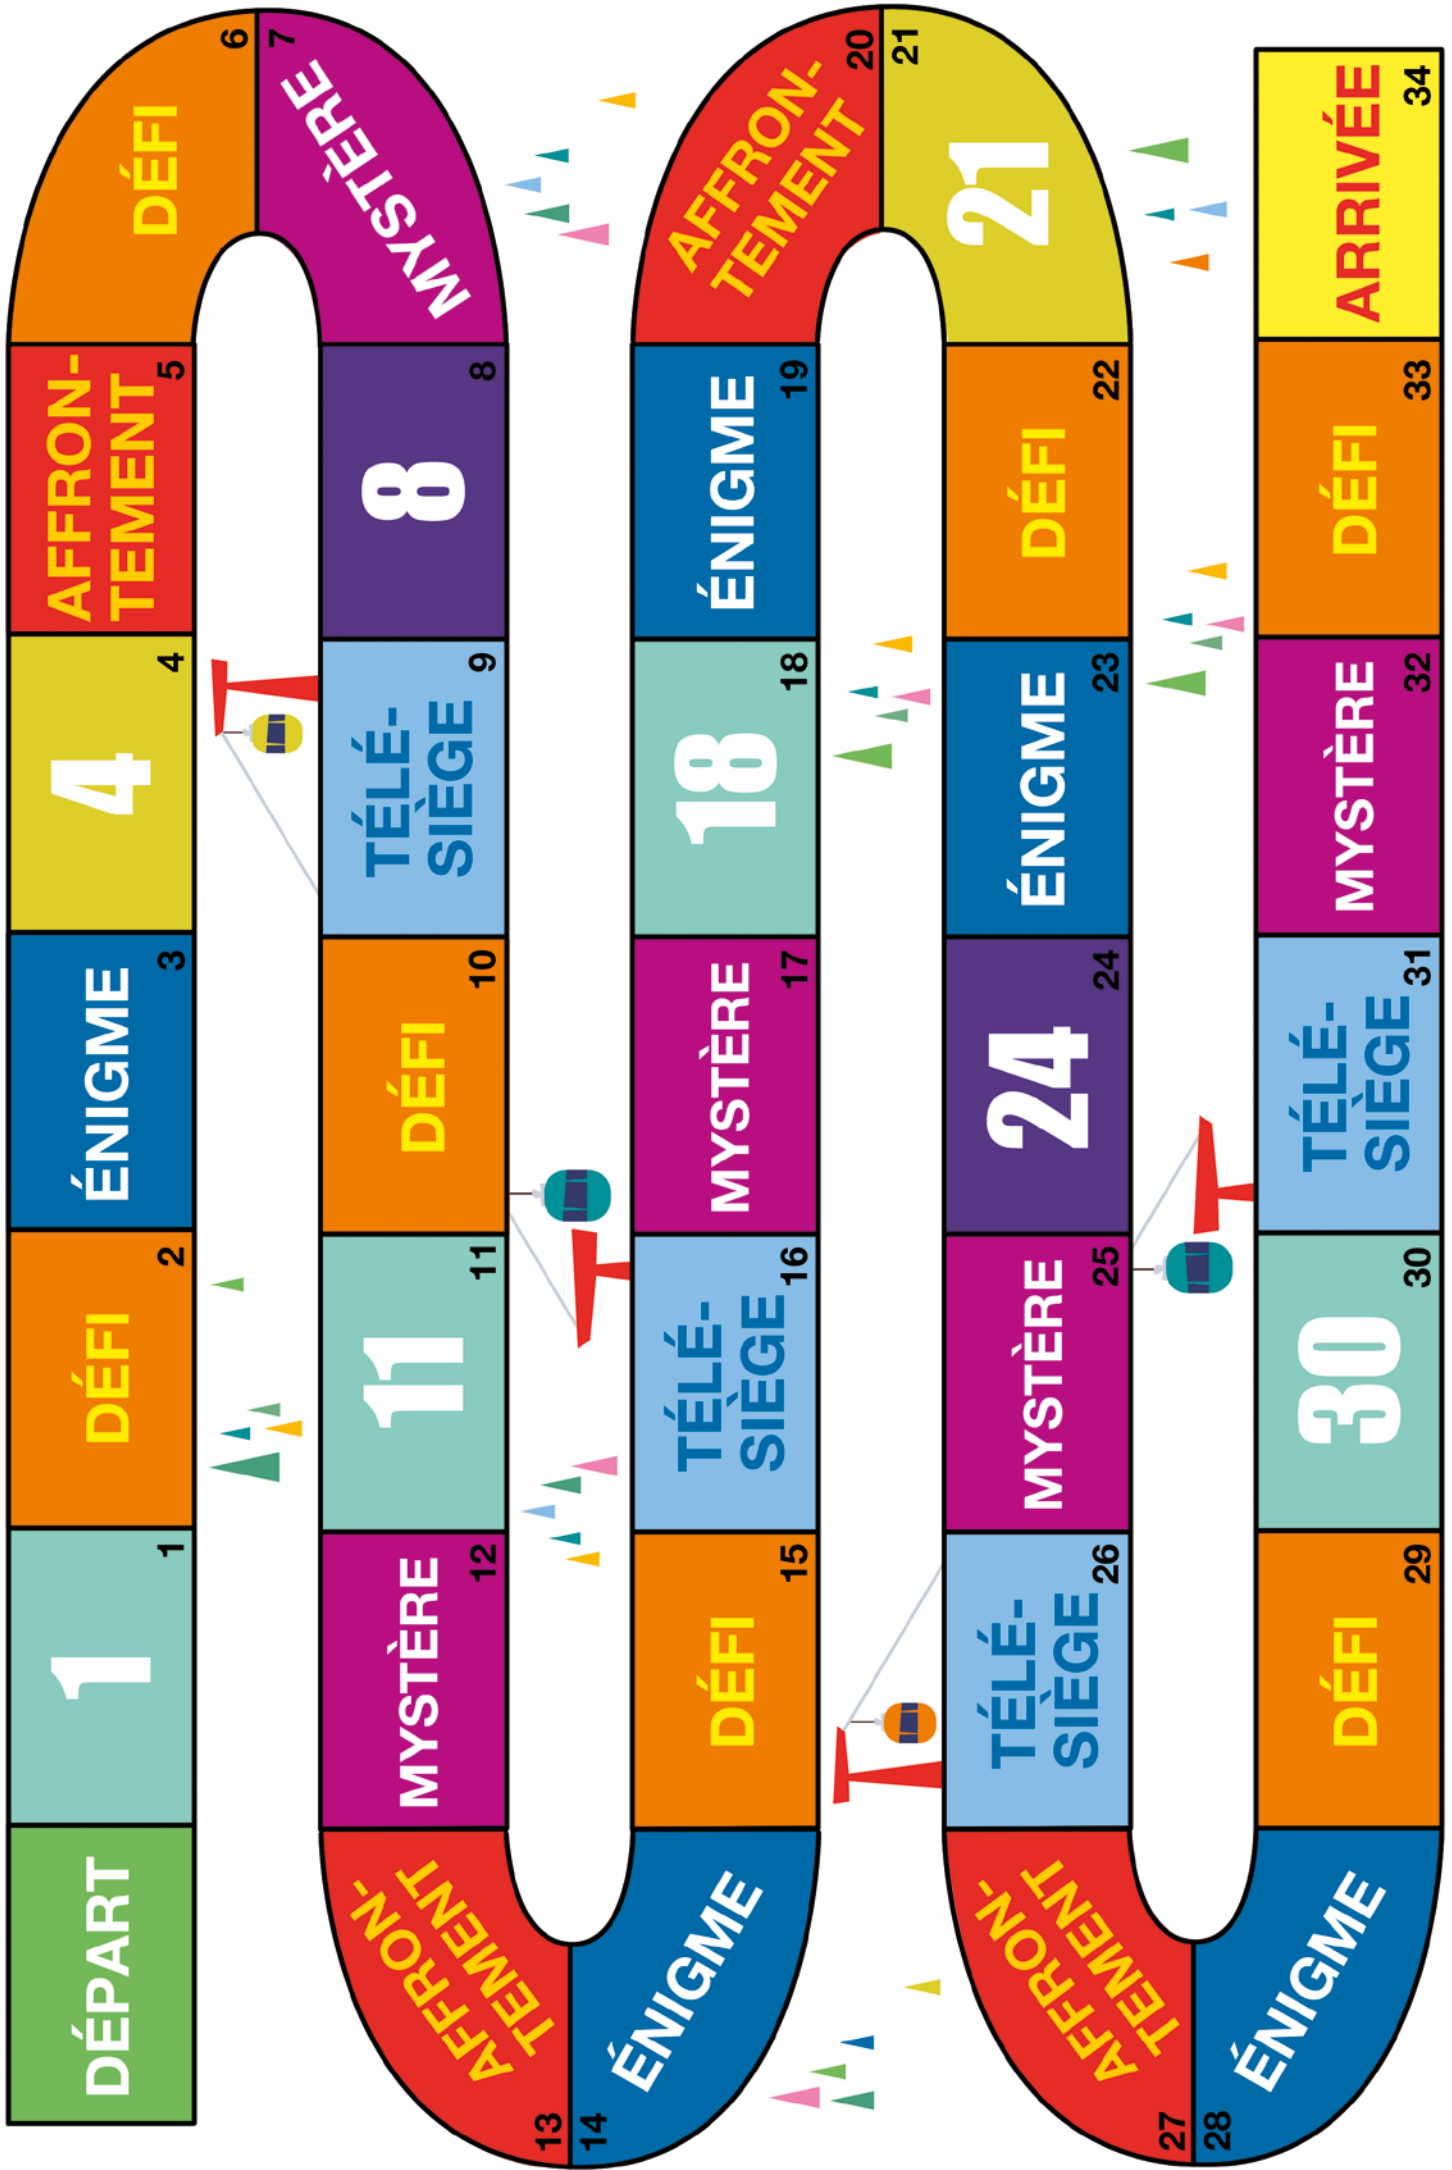 DÉPART
1
1
DÉFI
2
ÉNIGME
3
4
4
AFFRON-
TEMENT
5
DÉFI
6
MYSTÈRE
7
8
8
TÉLÉ-
SIÈGE
9
DÉFI
10
11
11
MYSTÈRE
12
AFFRON-
TEMENT
13
ÉNIGME
14
DÉFI
15
TÉLÉ-
SIÈGE
16
MYSTÈRE
17
18
18
ÉNIGME
19
AFFRON-
TEMENT
20
21
21
DÉFI
22
ÉNIGME
23
24
24
MYSTÈRE
25
TÉLÉ-
SIÈGE
26
AFFRON-
TEMENT
27
ÉNIGME
28
DÉFI
29
30
30
TÉLÉ-
SIÈGE
31
MYSTÈRE
32
DÉFI
33
ARRIVÉE
34